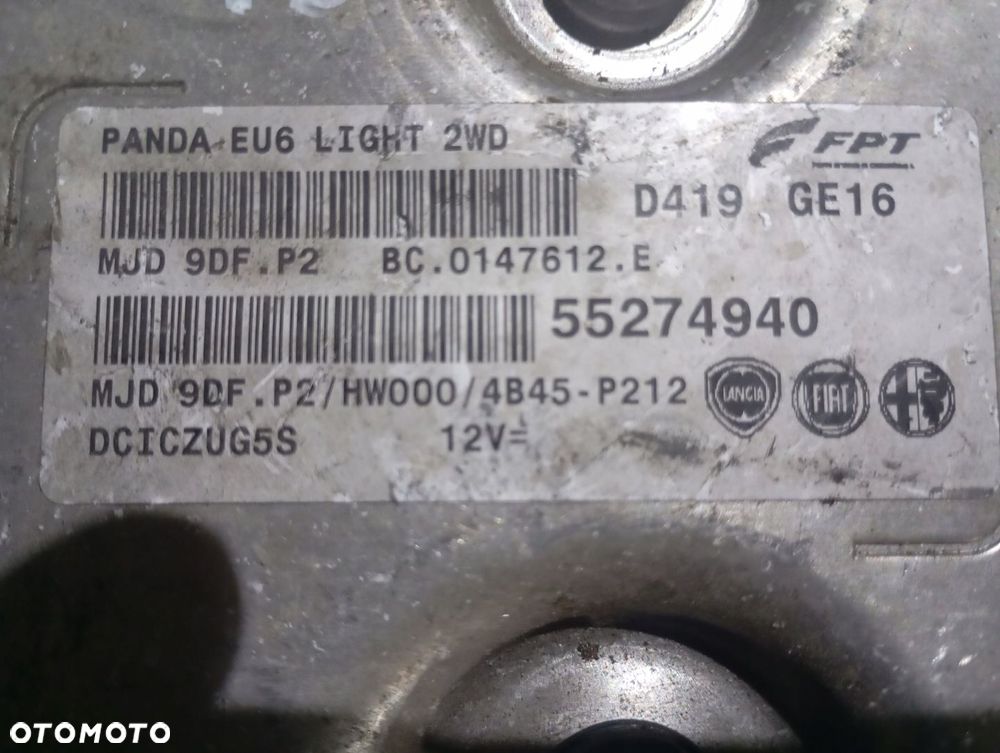 PANDA EU6 LIGHT 2WD
FPT
D419 GE16
MJD 9DF.P2 BC.0147612.E
55274940
MJD 9DF.P2/HW000/4B45-P212
LANCIA FIAT
DCICZUG5S 12V=
OTOMOTO